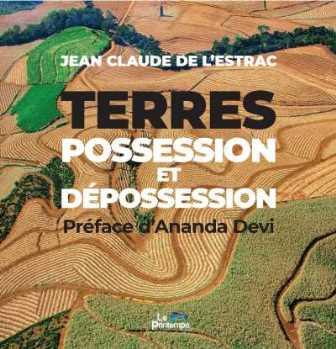 JEAN CLAUDE DE L'ESTRAC
TERRES
POSSESSION
ET
DÉPOSSESSION
Préface d'Ananda Devi
Le
Printemps